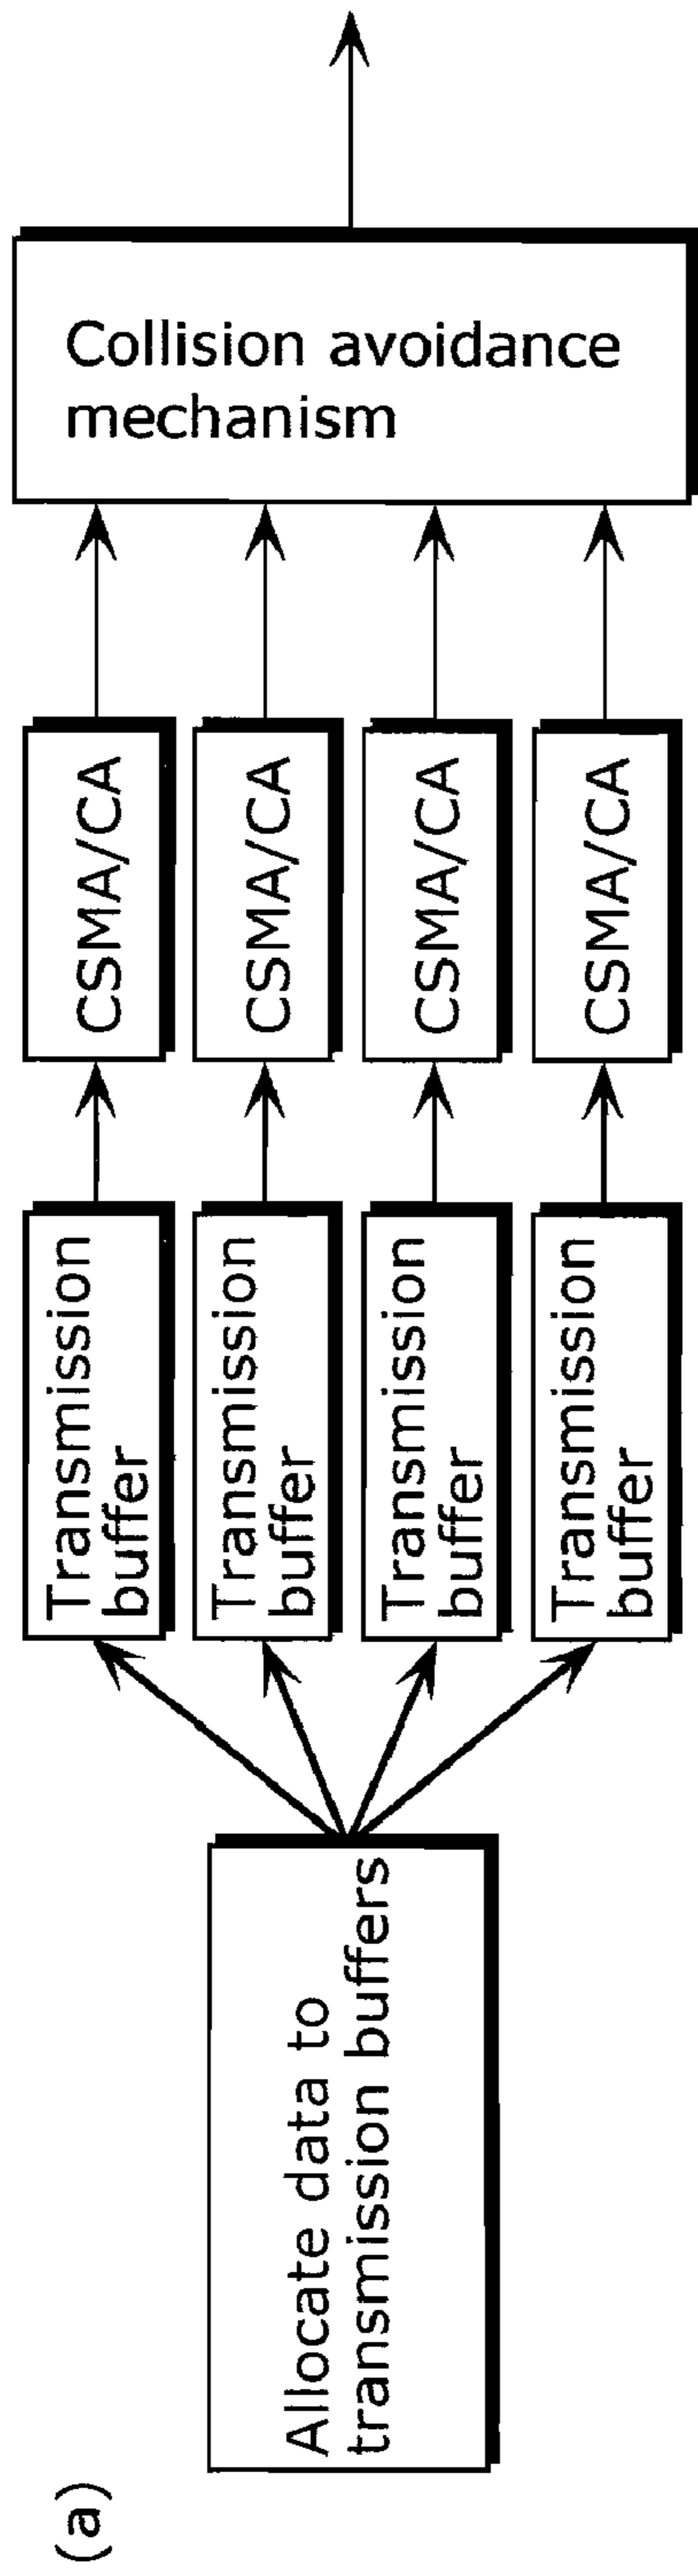 (a)
Allocate data to
transmission buffers
Transmission
buffer
Transmission
buffer
Transmission
buffer
Transmission
buffer
CSMA/CA
CSMA/CA
CSMA/CA
CSMA/CA
Collision avoidance
mechanism